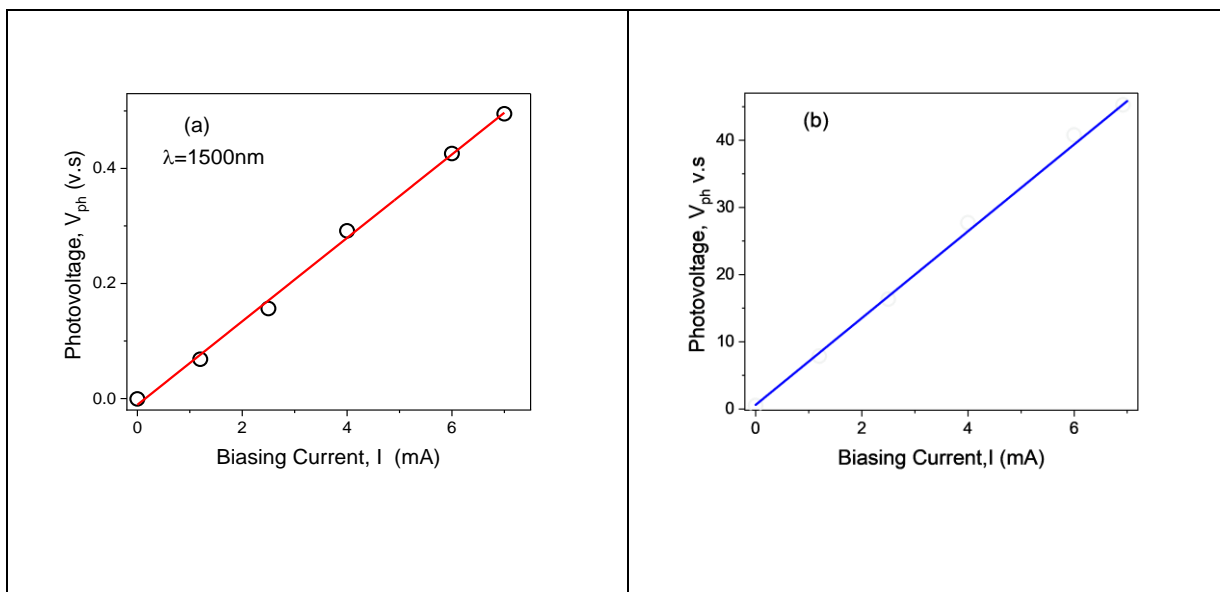 (a)
λ=1500nm
Photovoltage, Vph (v.s)
0.4
0.2
0.0
0 2 4 6
Biasing Current, I (mA)
(b)
Photovoltage, Vph v.s
40
30
20
10
0
0 2 4 6
Biasing Current,I (mA)